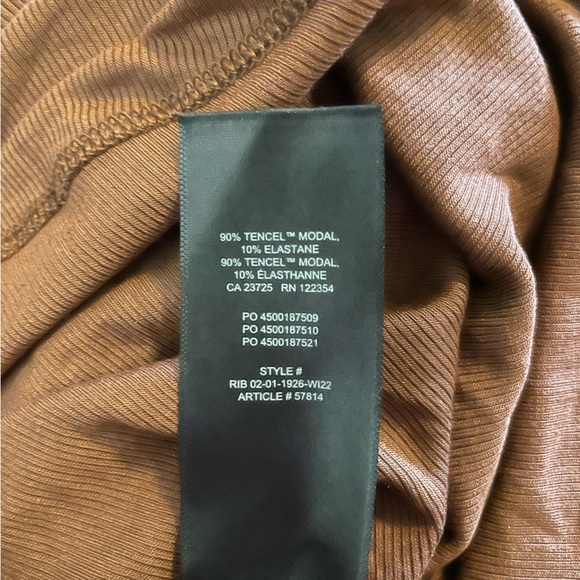 90% TENCEL™ MODAL,
10% ELASTANE
90% TENCEL™ MODAL,
10% ÉLASTHANNE
CA 23725 RN 122354
PO 4500187509
PO 4500187510
PO 4500187521
STYLE #
RIB 02-01-1926-WI22
ARTICLE # 57814